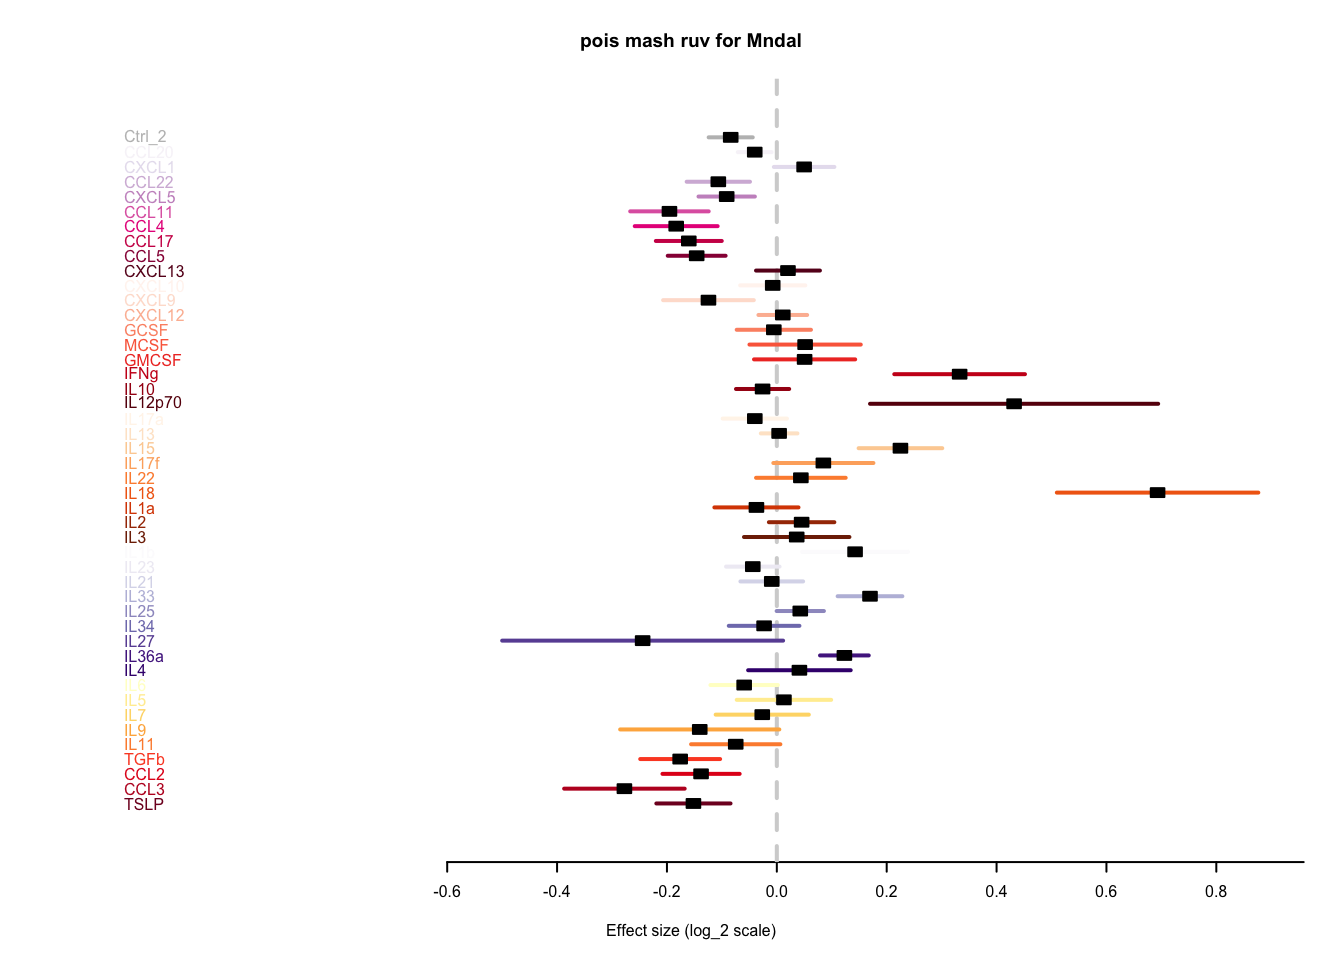 pois mash ruv for Mndal
Ctrl_2
CCL20
CXCL1
CCL22
CXCL5
CCL11
CCL4
CCL17
CCL5
CXCL13
CXCL10
CXCL9
CXCL12
GCSF
MCSF
GMCSF
IFNg
IL10
IL12p70
IL17a
IL13
IL15
IL17f
IL22
IL18
IL1a
IL2
IL3
IL23
IL21
IL33
IL25
IL34
IL27
IL36a
IL4
IL6
IL5
IL7
IL9
IL11
TGFb
CCL2
CCL3
TSLP
-0.6 -0.4 -0.2 0.0 0.2 0.4 0.6 0.8
Effect size (log_2 scale)